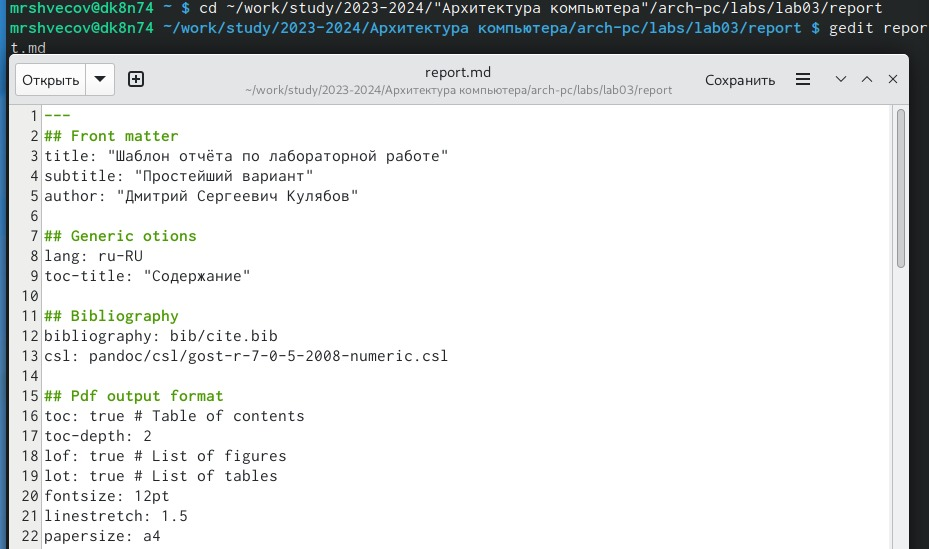 mrshvecov@dk8n74 ~ $ cd ~/work/study/2023-2024/"Архитектура компьютера"/arch-pc/labs/lab03/report
mrshvecov@dk8n74 ~/work/study/2023-2024/Архитектура компьютера/arch-pc/labs/lab03/report $ gedit repor
t.md
Открыть
report.md
~/work/study/2023-2024/Архитектура компьютера/arch-pc/labs/lab03/report
Сохранить
1 ---
2 ## Front matter
3 title: "Шаблон отчёта по лабораторной работе"
4 subtitle: "Простейший вариант"
5 author: "Дмитрий Сергеевич Кулябов"
6
7 ## Generic otions
8 lang: ru-RU
9 toc-title: "Содержание"
10
11 ## Bibliography
12 bibliography: bib/cite.bib
13 csl: pandoc/csl/gost-r-7-0-5-2008-numeric.csl
14
15 ## Pdf output format
16 toc: true # Table of contents
17 toc-depth: 2
18 lof: true # List of figures
19 lot: true # List of tables
20 fontsize: 12pt
21 linestretch: 1.5
22 papersize: a4